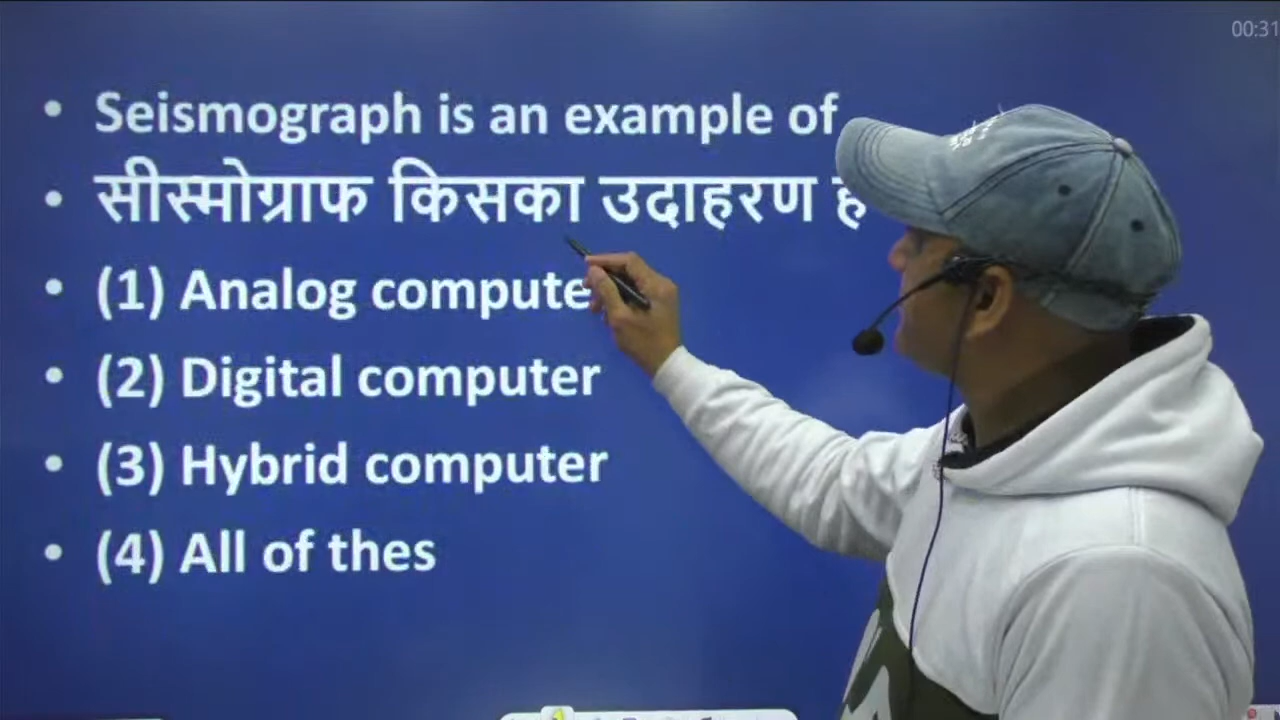 00:31
• Seismograph is an example of
• सीस्मोग्राफ किसका उदाहरण
• (1) Analog compute
• (2) Digital computer
• (3) Hybrid computer
• (4) All of thes